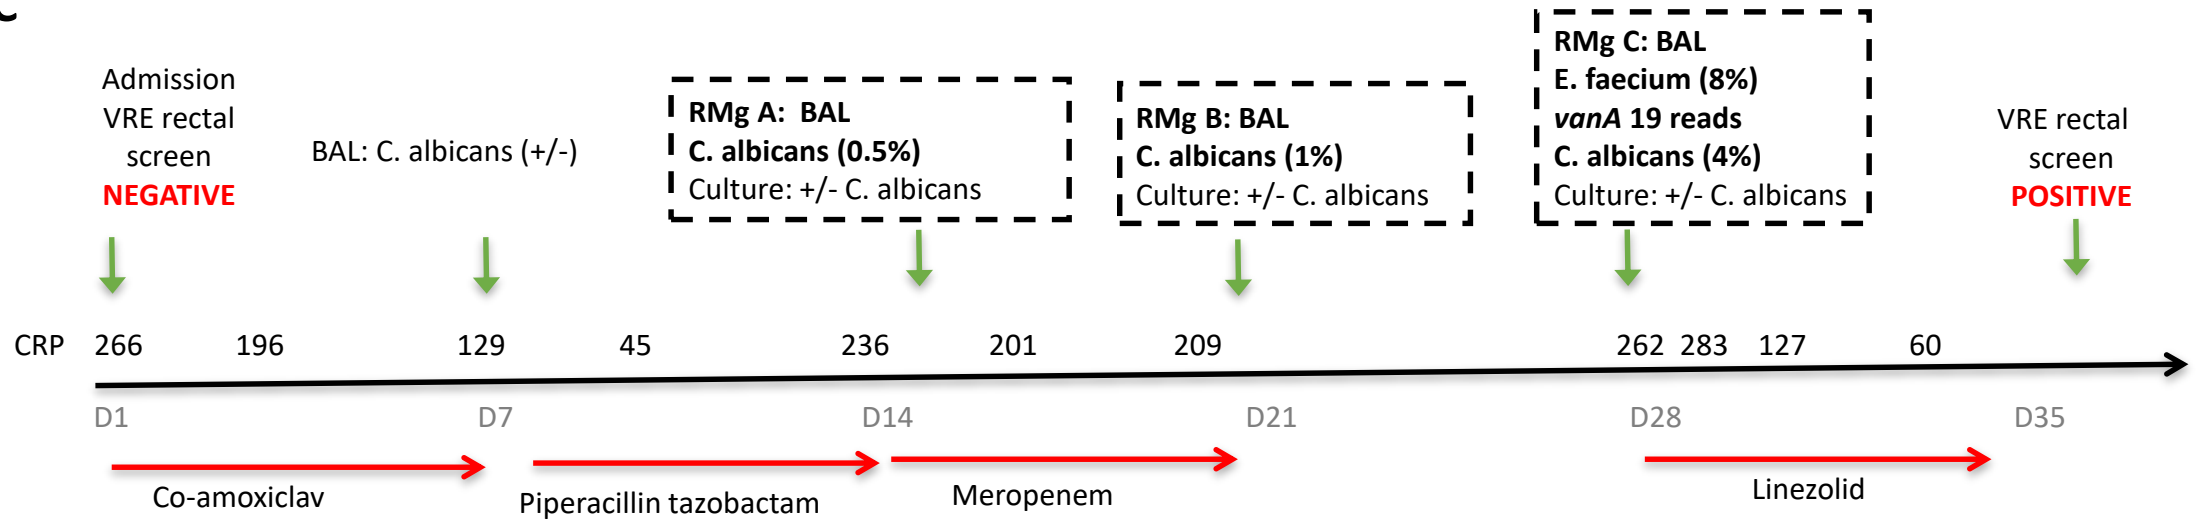 C
Admission
VRE rectal
screen
NEGATIVE
BAL: C. albicans (+/-)
RMg A:  BAL
C. albicans (0.5%)
Culture: +/- C. albicans
RMg B: BAL
C. albicans (1%)
Culture: +/- C. albicans
RMg C: BAL
E. faecium (8%)
vanA 19 reads
C. albicans (4%)
Culture: +/- C. albicans
VRE rectal
screen
POSITIVE
CRP 266 196 129 45 236 201 209 262 283 127 60
D1 D7 D14 D21 D28 D35
Co-amoxiclav
Piperacillin tazobactam
Meropenem
Linezolid